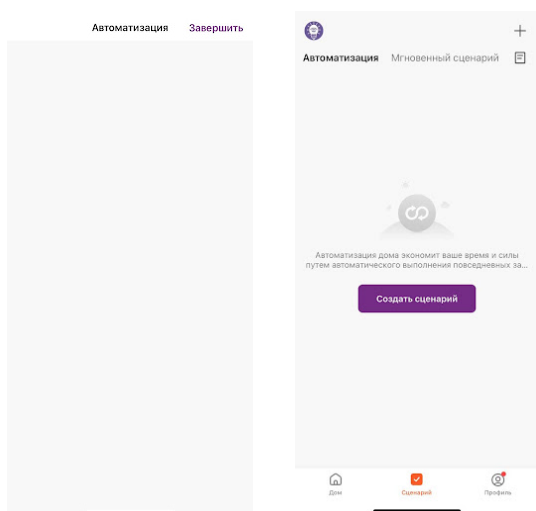 Автоматизация Завершить
Автоматизация Мгновенный сценарий
Автоматизация дома экономит ваше время и силы
путем автоматического выполнения повседневных за...
Создать сценарий
Дом Сценарий Профиль